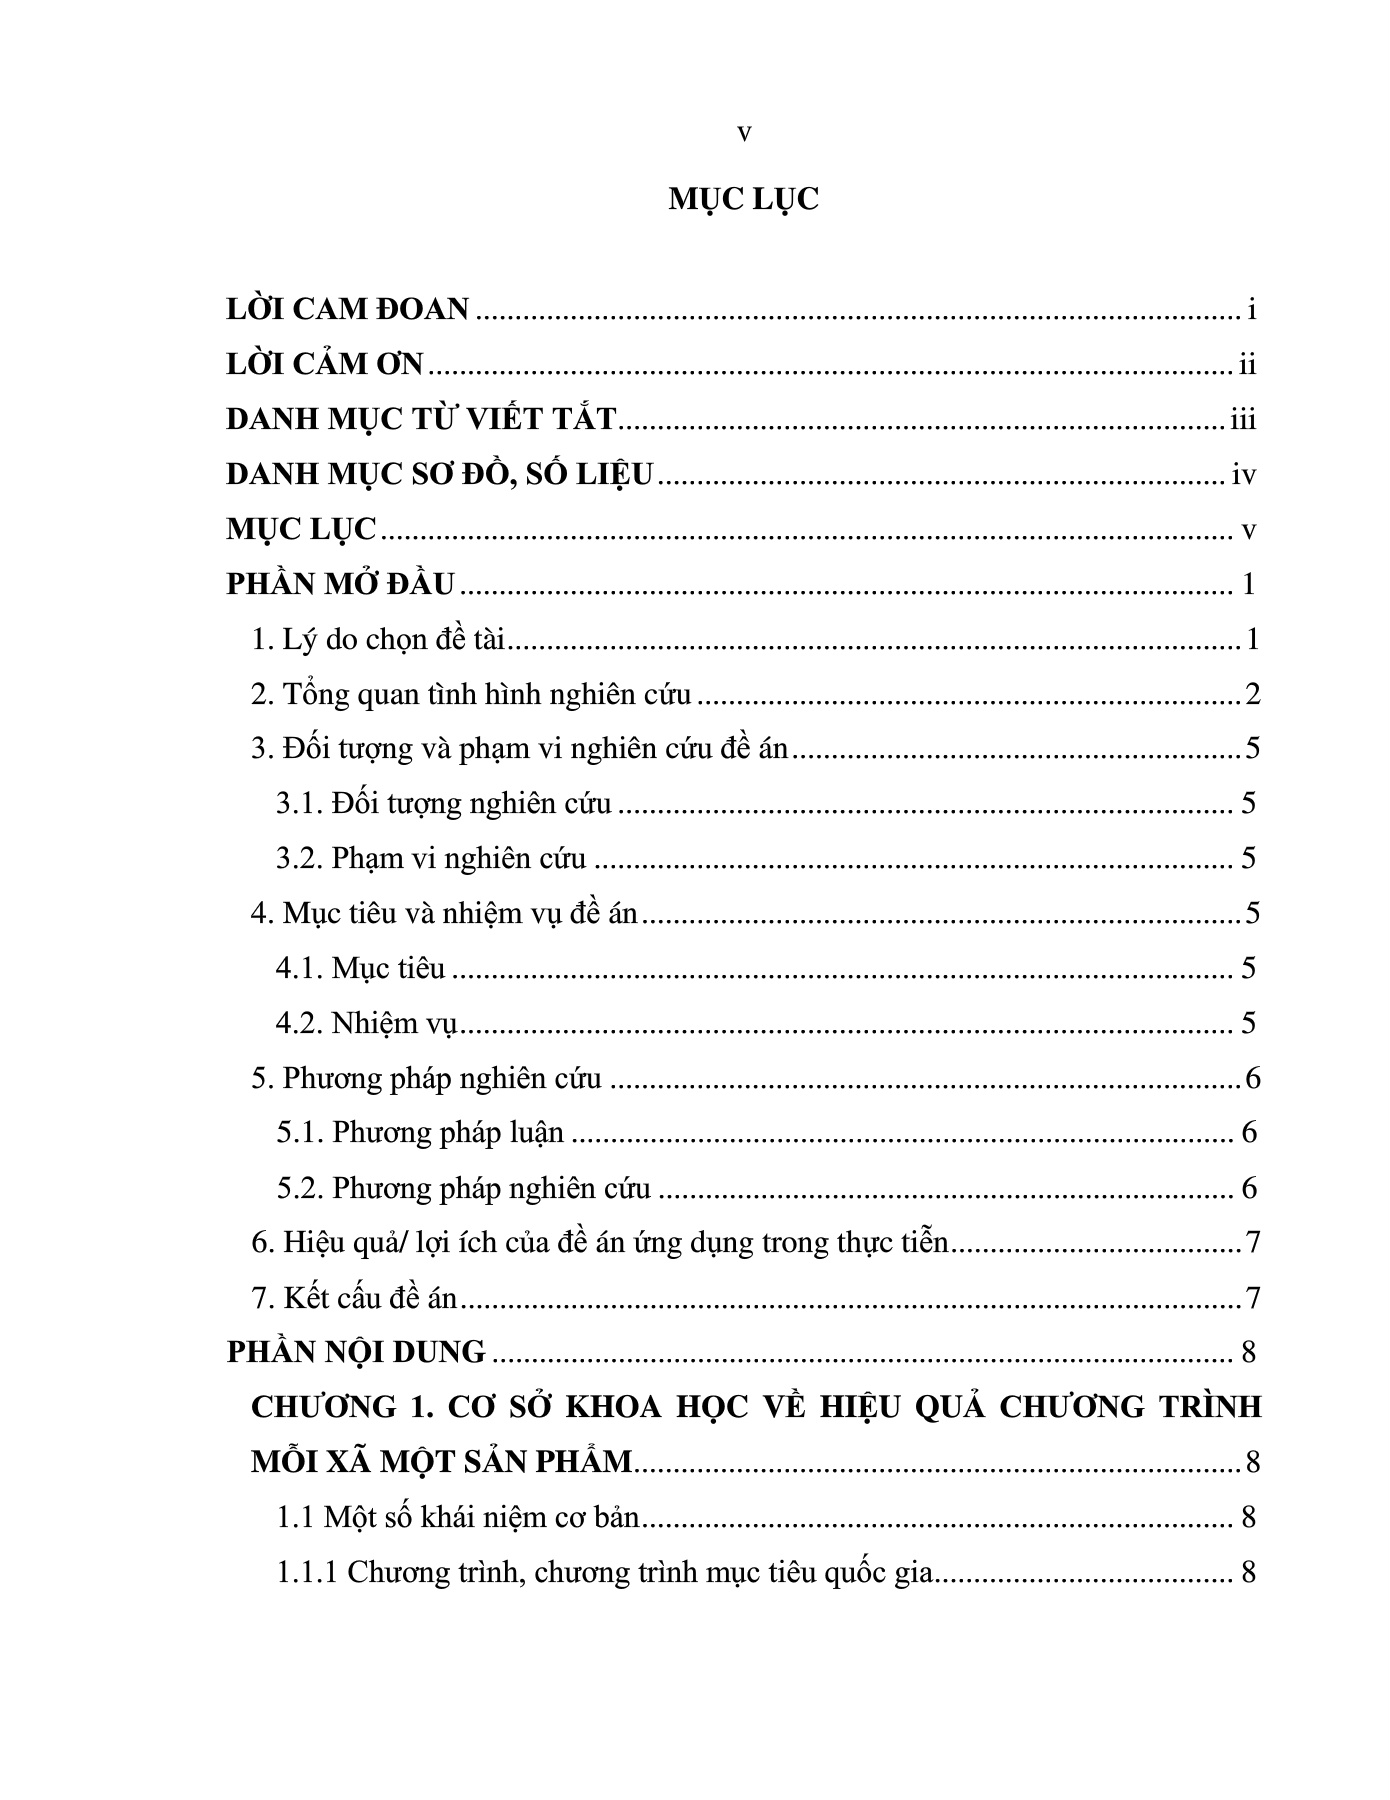 v
MỤC LỤC
LỜI CAM ĐOAN ........................................ i
LỜI CẢM ƠN ........................................ ii
DANH MỤC TỪ VIẾT TẮT ........................................ iii
DANH MỤC SƠ ĐỒ, SỐ LIỆU ........................................ iv
MỤC LỤC ........................................ v
PHẦN MỞ ĐẦU ........................................ 1
1. Lý do chọn đề tài ........................................ 1
2. Tổng quan tình hình nghiên cứu ........................................ 2
3. Đối tượng và phạm vi nghiên cứu đề án ........................................ 5
3.1. Đối tượng nghiên cứu ........................................ 5
3.2. Phạm vi nghiên cứu ........................................ 5
4. Mục tiêu và nhiệm vụ đề án ........................................ 5
4.1. Mục tiêu ........................................ 5
4.2. Nhiệm vụ ........................................ 5
5. Phương pháp nghiên cứu ........................................ 6
5.1. Phương pháp luận ........................................ 6
5.2. Phương pháp nghiên cứu ........................................ 6
6. Hiệu quả/ lợi ích của đề án ứng dụng trong thực tiễn ........................................ 7
7. Kết cấu đề án ........................................ 7
PHẦN NỘI DUNG ........................................ 8
CHƯƠNG 1. CƠ SỞ KHOA HỌC VỀ HIỆU QUẢ CHƯƠNG TRÌNH
MỖI XÃ MỘT SẢN PHẨM ........................................ 8
1.1 Một số khái niệm cơ bản ........................................ 8
1.1.1 Chương trình, chương trình mục tiêu quốc gia ........................................ 8